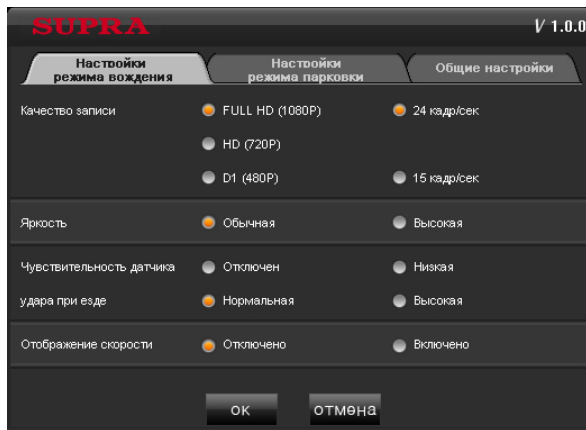 SUPRA V 1.0.0
Настройки режима вождения
Настройки режима парковки
Общие настройки
Качество записи FULL HD (1080P) 24 кадр/сек
HD (720P)
D1 (480P) 15 кадр/сек
Яркость Обычная Высокая
Чувствительность датчика Отключен Низкая
удара при езде Нормальная Высокая
Отображение скорости Отключено Включено
ок отмена